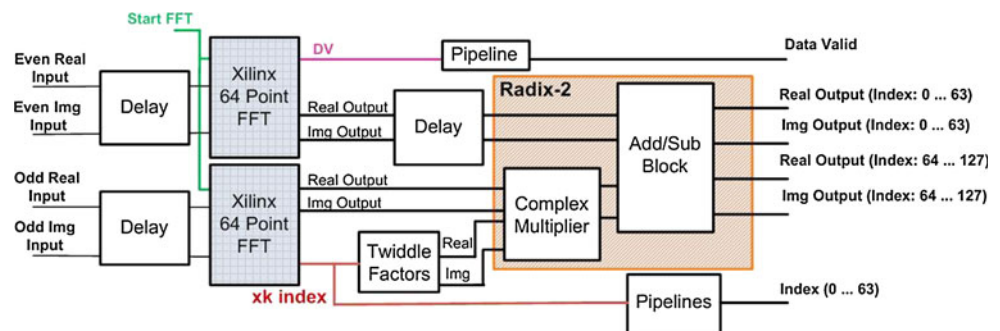 Start FFT
Even Real
Input
Even Img
Input
Delay
Xilinx
64 Point
FFT
DV
Pipeline
Data Valid
Real Output
Img Output
Delay
Radix-2
Add/Sub
Block
Real Output (Index: 0 ... 63)
Img Output (Index: 0 ... 63)
Real Output (Index: 64 ... 127)
Img Output (Index: 64 ... 127)
Odd Real
Input
Odd Img
Input
Delay
Xilinx
64 Point
FFT
Real Output
Img Output
Complex
Multiplier
Twiddle
Factors
Real
Img
xk index
Pipelines
Index (0 ... 63)